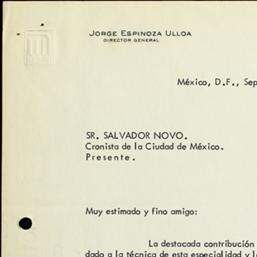 JORGE ESPINOZA ULLOA
DIRECTOR GENERAL
México, D.F., Sep
SR. SALVADOR NOVO.
Cronista de la Ciudad de México.
Presente.
Muy estimado y fino amigo:
La destacada contribución
dado a la técnica de esta especialidad y l